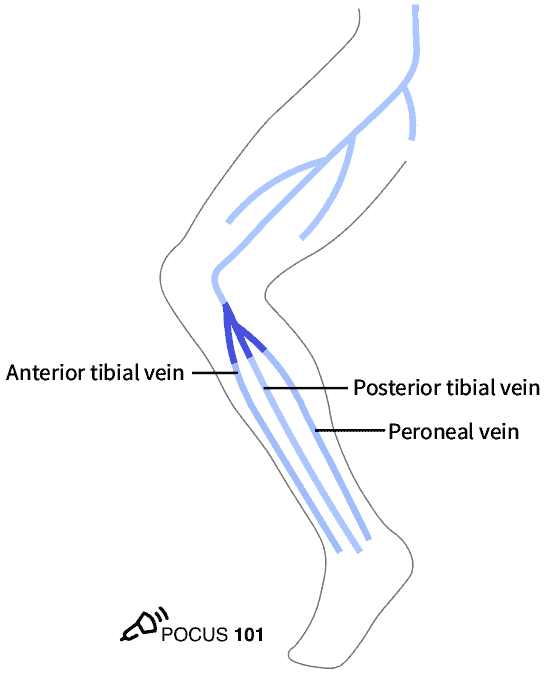 Anterior tibial vein
Posterior tibial vein
Peroneal vein
POCUS 101